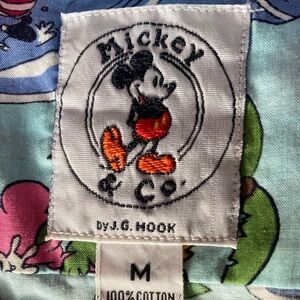 Mickey
& Co.
BY J.G. HOOK
M
100% COTTON